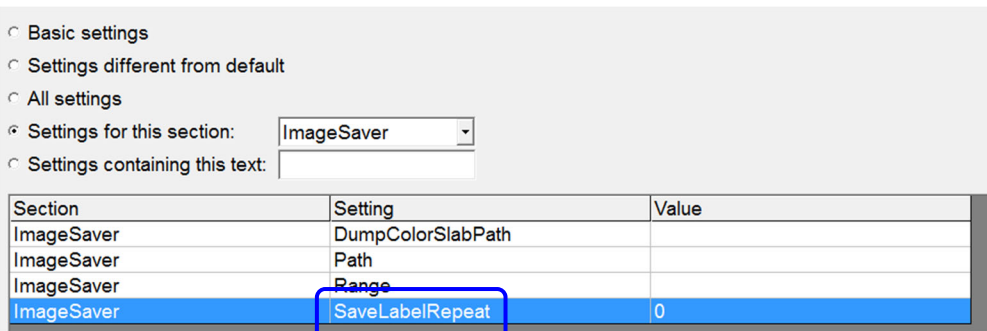 Basic settings
Settings different from default
All settings
Settings for this section: ImageSaver
Settings containing this text:
Section Setting Value
ImageSaver DumpColorSlabPath
ImageSaver Path
ImageSaver Range
ImageSaver SaveLabelRepeat 0